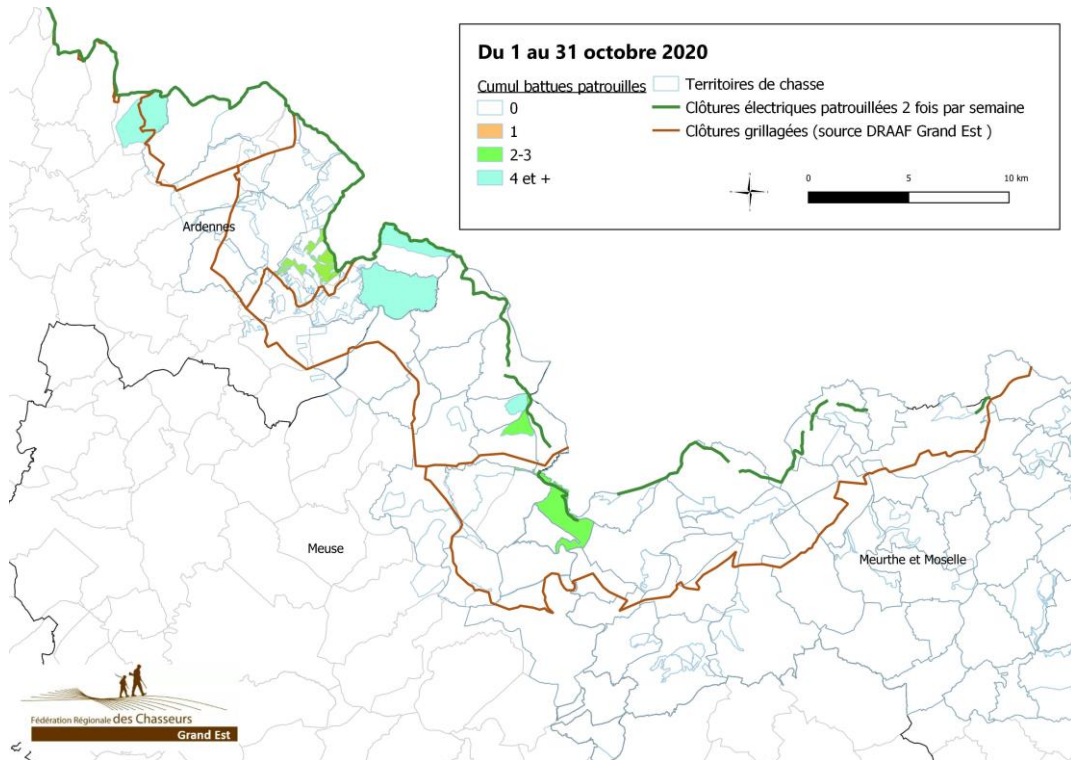 Du 1 au 31 octobre 2020
Cumul battues patrouilles
0
1
2-3
4 et +
Territoires de chasse
Clôtures électriques patrouillées 2 fois par semaine
Clôtures grillagées (source DRAAF Grand Est )
0 5 10 km
Ardennes
Meuse
Meurthe et Moselle
Fédération Régionale des Chasseurs
Grand Est